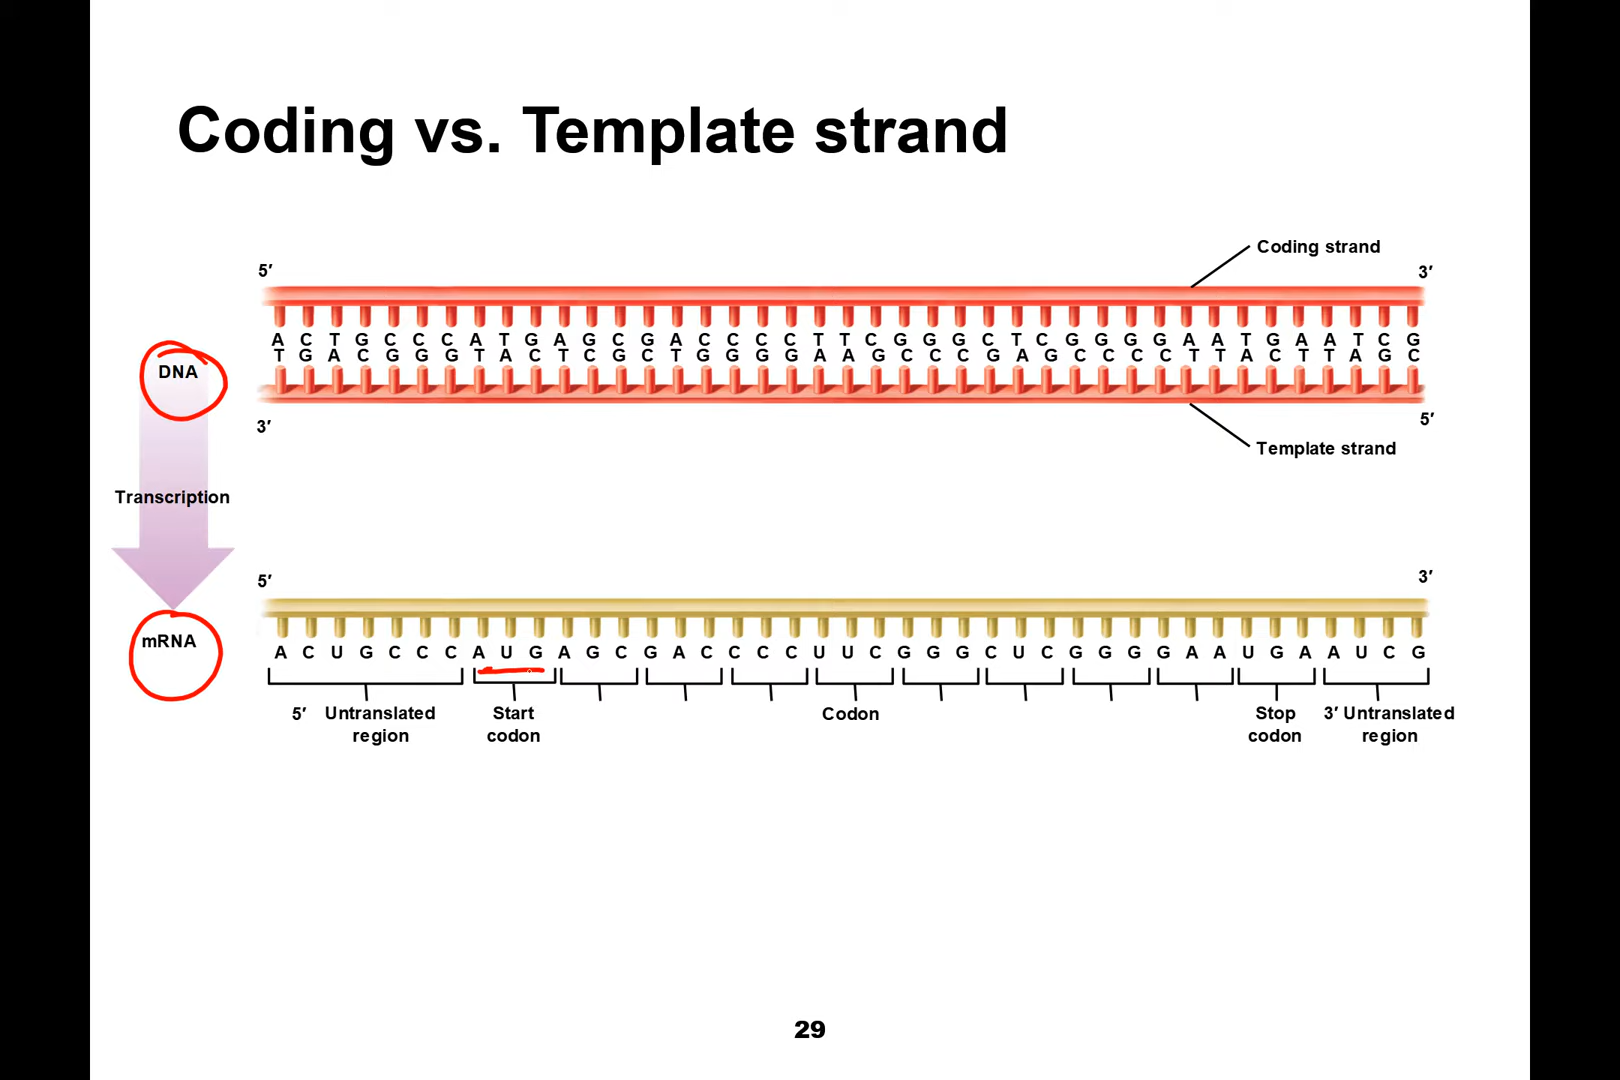 Coding vs. Template strand
Coding strand
5′ 3′
A C T G C C C A T G A G C G A C C C C T T C G G G C T C G G G G A A T G A A T C G
T G A C G G G T A C T C G C T G G G G A A G C C C G A G C C C C T T A C T T A G C
DNA
3′ 5′
Template strand
Transcription
5′ 3′
mRNA
A C U G C C C A U G A G C G A C C C C U U C G G G C U C G G G G A A U G A A U C G
5′ Untranslated region
Start codon
Codon
Stop codon
3′ Untranslated region
29